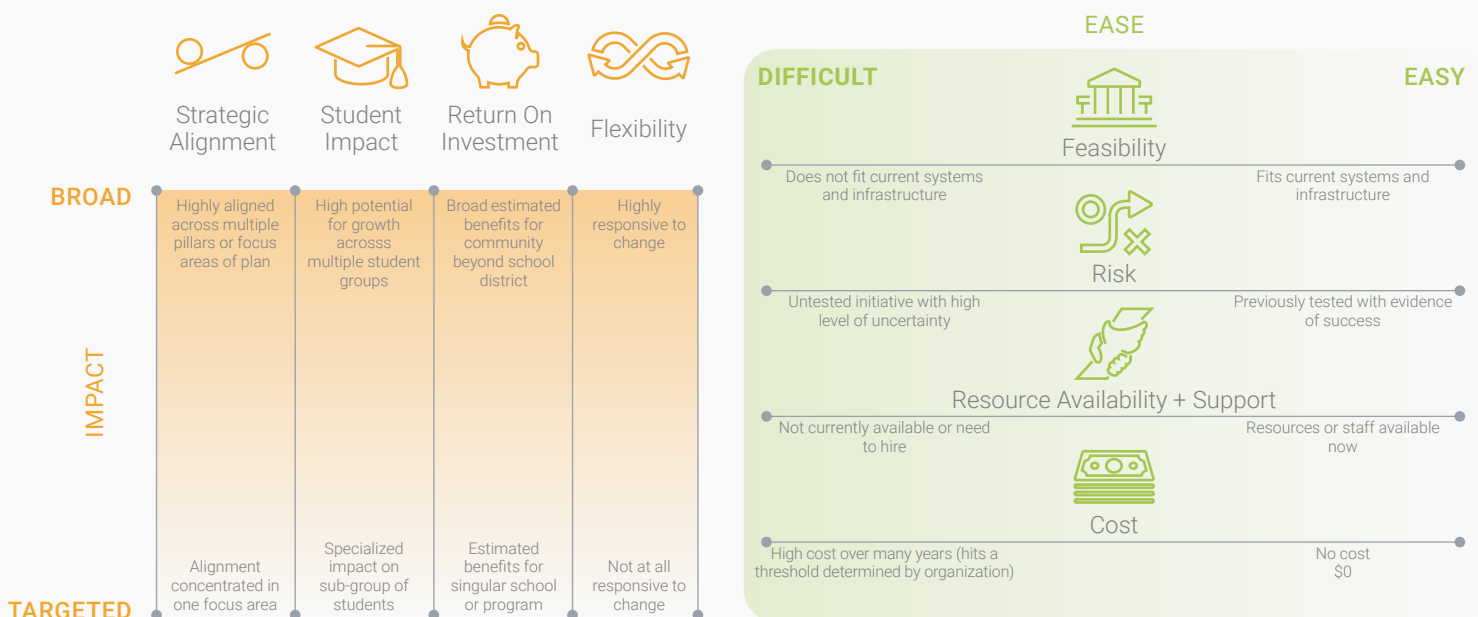 Strategic
Alignment
Student
Impact
Return On
Investment
Flexibility
BROAD
Highly aligned
across multiple
pillars or focus
areas of plan
High potential
for growth
acrosss
multiple student
groups
Broad estimated
benefits for
community
beyond school
district
Highly
responsive to
change
IMPACT
Alignment
concentrated in
one focus area
Specialized
impact on
sub-group of
students
Estimated
benefits for
singular school
or program
Not at all
responsive to
change
TARGETED
EASE
DIFFICULT
EASY
Feasibility
Does not fit current systems
and infrastructure
Fits current systems and
infrastructure
Risk
Untested initiative with high
level of uncertainty
Previously tested with evidence
of success
Resource Availability + Support
Not currently available or need
to hire
Resources or staff available
now
Cost
High cost over many years (hits a
threshold determined by organization)
No cost
$0